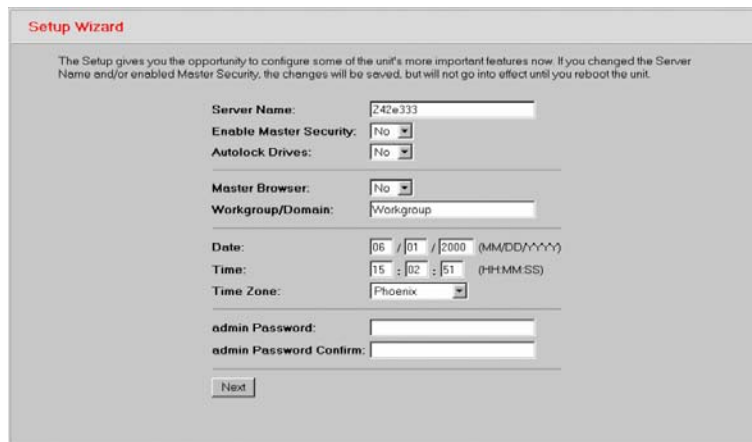 Setup Wizard
The Setup gives you the opportunity to configure some of the unit's more important features now. If you changed the Server
Name and/or enabled Master Security, the changes will be saved, but will not go into effect until you reboot the unit.
Server Name: Z42e333
Enable Master Security: No
Autolock Drives: No
Master Browser: No
Workgroup/Domain: Workgroup
Date: 06 / 01 / 2000 (MM/DD/YYYY)
Time: 15 : 02 : 51 (HH:MM:SS)
Time Zone: Phoenix
admin Password:
admin Password Confirm:
Next